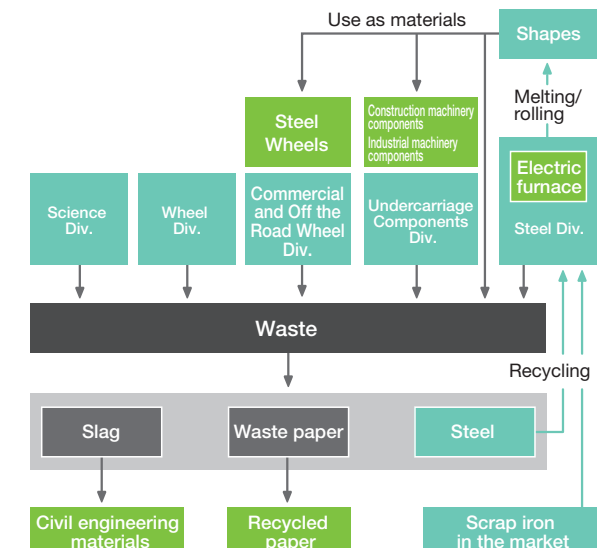 Use as materials
Shapes
Melting/
rolling
Steel
Wheels
Construction machinery
components
Industrial machinery
components
Electric
furnace
Science
Div.
Wheel
Div.
Commercial
and Off the
Road Wheel
Div.
Undercarriage
Components
Div.
Steel Div.
Waste
Recycling
Slag
Waste paper
Steel
Civil engineering
materials
Recycled
paper
Scrap iron
in the market